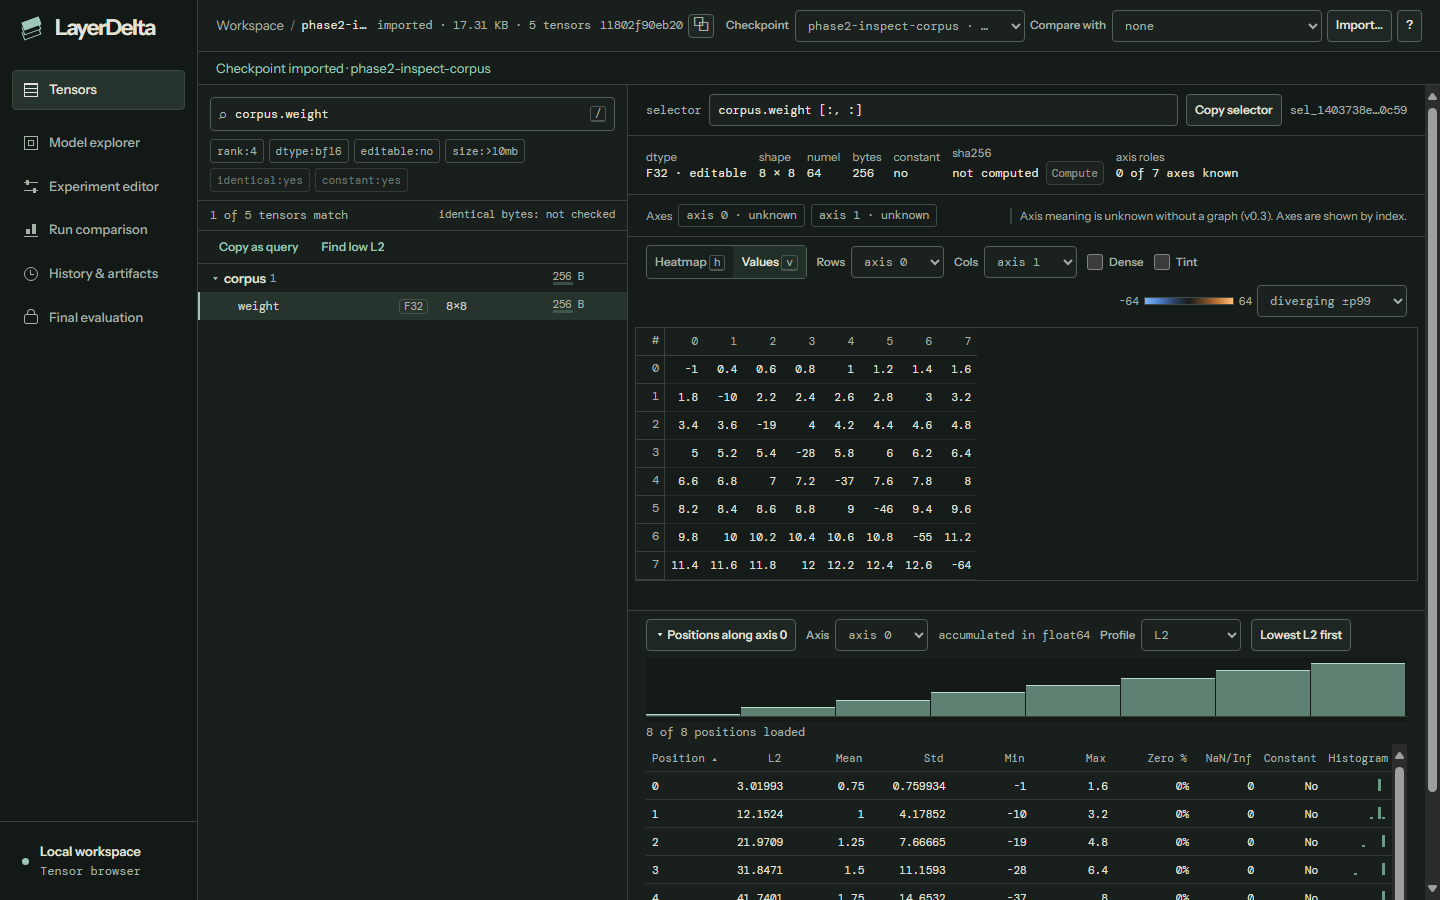 LayerDelta
Workspace / phase2-i… imported · 17.31 KB · 5 tensors 11802f90eb20 Checkpoint phase2-inspect-corpus · … Compare with none Import… ?
Checkpoint imported · phase2-inspect-corpus
Tensors
Model explorer
Experiment editor
Run comparison
History & artifacts
Final evaluation
Local workspace
Tensor browser
corpus.weight /
rank:4 dtype:bf16 editable:no size:>10mb
identical:yes constant:yes
1 of 5 tensors match identical bytes: not checked
Copy as query Find low L2
corpus 1 256 B
weight F32 8×8 256 B
selector corpus.weight [:, :] Copy selector sel_1403738e…0c59
dtype shape numel bytes constant sha256 axis roles
F32 · editable 8 × 8 64 256 no not computed Compute 0 of 7 axes known
Axes axis 0 · unknown axis 1 · unknown Axis meaning is unknown without a graph (v0.3). Axes are shown by index.
Heatmap h Values v Rows axis 0 Cols axis 1 Dense Tint
-64 64 diverging ±p99
# 0 1 2 3 4 5 6 7
0 -1 0.4 0.6 0.8 1 1.2 1.4 1.6
1 1.8 -10 2.2 2.4 2.6 2.8 3 3.2
2 3.4 3.6 -19 4 4.2 4.4 4.6 4.8
3 5 5.2 5.4 -28 5.8 6 6.2 6.4
4 6.6 6.8 7 7.2 -37 7.6 7.8 8
5 8.2 8.4 8.6 8.8 9 -46 9.4 9.6
6 9.8 10 10.2 10.4 10.6 10.8 -55 11.2
7 11.4 11.6 11.8 12 12.2 12.4 12.6 -64
Positions along axis 0 Axis axis 0 accumulated in float64 Profile L2 Lowest L2 first
8 of 8 positions loaded
Position L2 Mean Std Min Max Zero % NaN/Inf Constant Histogram
0 3.01993 0.75 0.759934 -1 1.6 0% 0 No
1 12.1524 1 4.17852 -10 3.2 0% 0 No
2 21.9709 1.25 7.66665 -19 4.8 0% 0 No
3 31.8471 1.5 11.1593 -28 6.4 0% 0 No
4 41.7401 1.75 14.6532 -37 8 0% 0 No